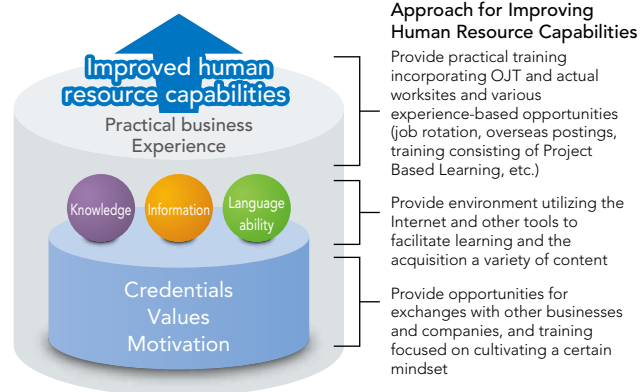 Improved human
resource capabilities
Practical business
Experience
Knowledge
Information
Language
ability
Credentials
Values
Motivation
Approach for Improving
Human Resource Capabilities
Provide practical training
incorporating OJT and actual
worksites and various
experience-based opportunities
(job rotation, overseas postings,
training consisting of Project
Based Learning, etc.)
Provide environment utilizing the
Internet and other tools to
facilitate learning and the
acquisition a variety of content
Provide opportunities for
exchanges with other businesses
and companies, and training
focused on cultivating a certain
mindset